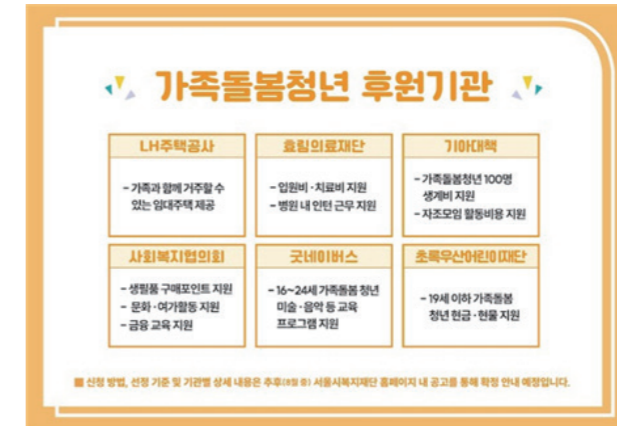 가족돌봄청년 후원기관
LH주택공사
- 가족과 함께 거주할 수
있는 임대주택 제공
효림의료재단
- 입원비·치료비 지원
- 병원 내 인턴 근무 지원
기아대책
- 가족돌봄청년 100명
생계비 지원
- 자조모임 활동비용 지원
사회복지협의회
- 생필품 구매포인트 지원
- 문화·여가활동 지원
- 금융 교육 지원
굿네이버스
- 16~24세 가족돌봄 청년
미술·음악 등 교육
프로그램 지원
초록우산어린이재단
- 19세 이하 가족돌봄
청년 현금·현물 지원
■ 신청 방법, 선정 기준 및 기관별 상세 내용은 추후(8월 중) 서울시복지재단 홈페이지 내 공고를 통해 확정 안내 예정입니다.